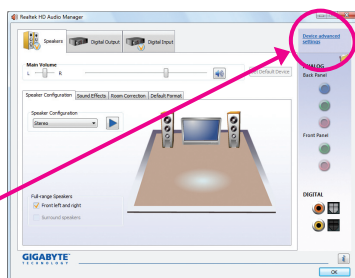 Realtek HD Audio Manager
Speakers
Digital Output
Digital Input
Device advanced
settings
Main Volume
L
R
Set Default Device
ANALOG
Back Panel
Speaker Configuration
Sound Effects
Room Correction
Default Format
Speaker Configuration
Stereo
Front Panel
Full-range Speakers
Front left and right
Surround speakers
DIGITAL
GIGABYTE
TECHNOLOGY
OK